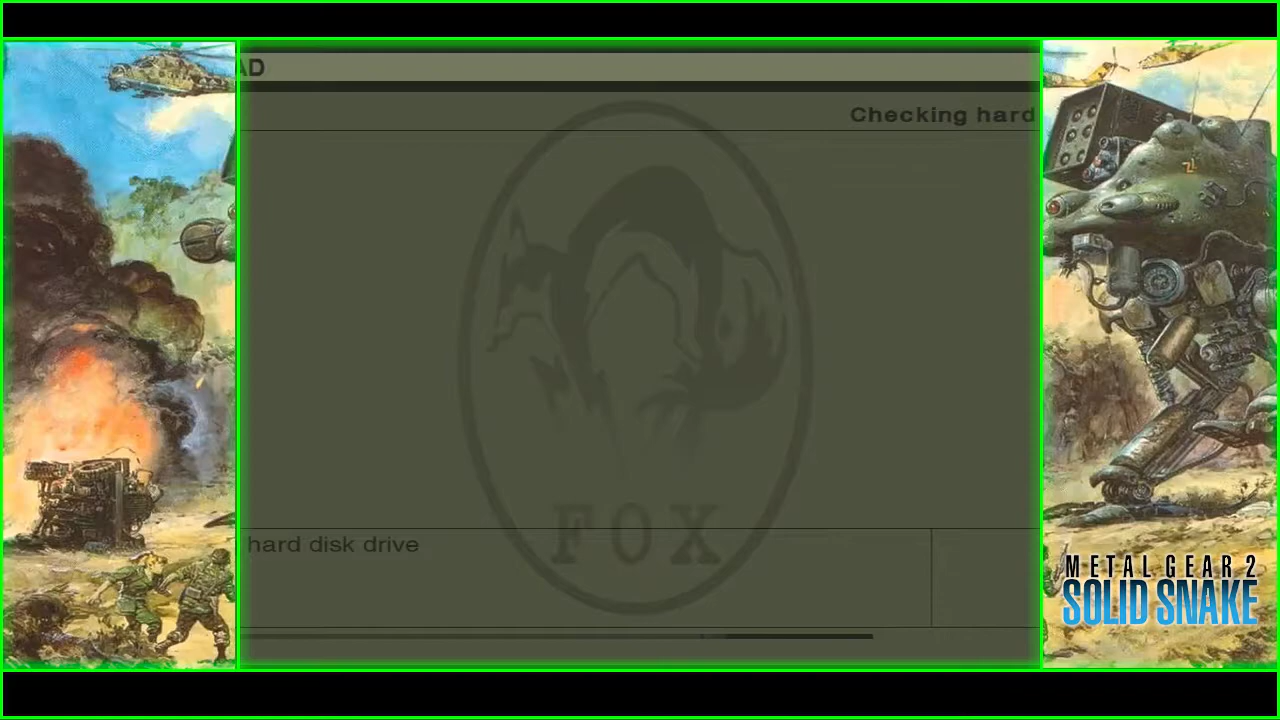 AD
Checking hard
hard disk drive
FOX
METAL GEAR 2
SOLID SNAKE